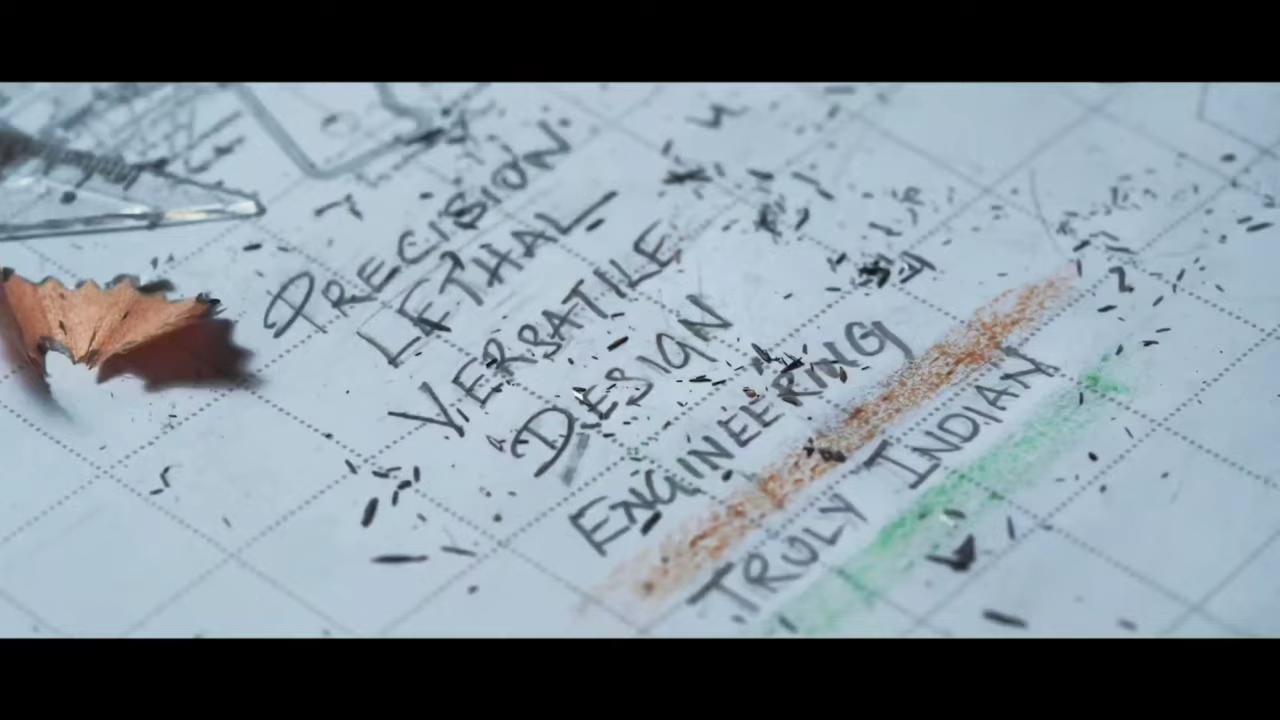 PRECISION
LETHAL
VERSATILE
DESIGN
ENGINEERING
TRULY INDIAN